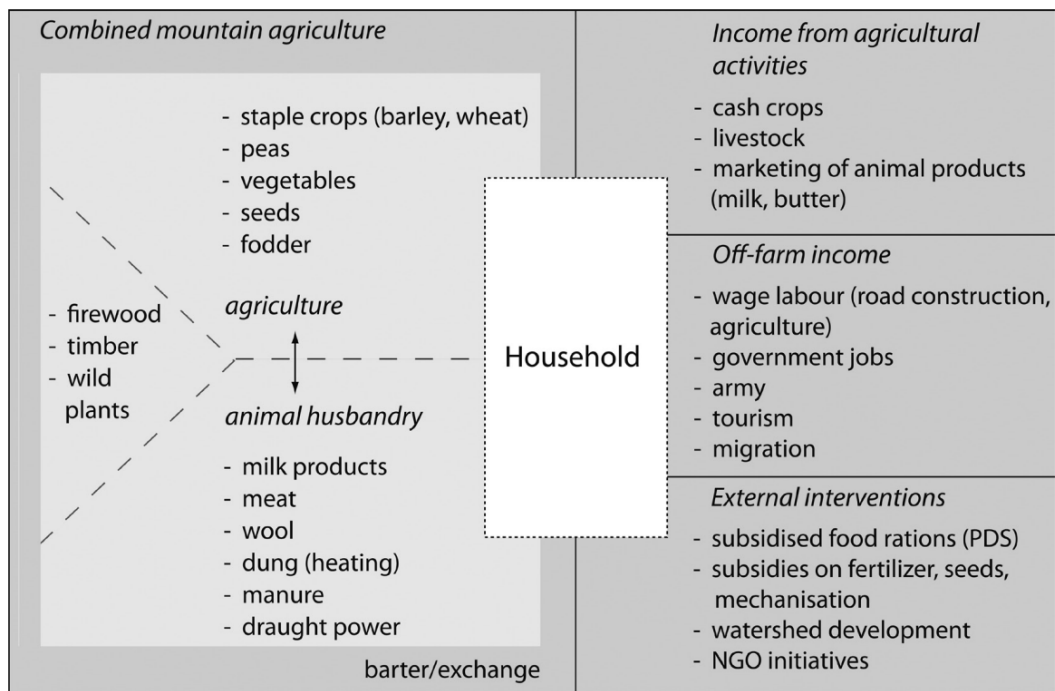 Combined mountain agriculture
- staple crops (barley, wheat)
- peas
- vegetables
- seeds
- fodder
agriculture
- firewood
- timber
- wild
plants
animal husbandry
- milk products
- meat
- wool
- dung (heating)
- manure
- draught power
barter/exchange
Household
Income from agricultural
activities
- cash crops
- livestock
- marketing of animal products
(milk, butter)
Off-farm income
- wage labour (road construction,
agriculture)
- government jobs
- army
- tourism
- migration
External interventions
- subsidised food rations (PDS)
- subsidies on fertilizer, seeds,
mechanisation
- watershed development
- NGO initiatives